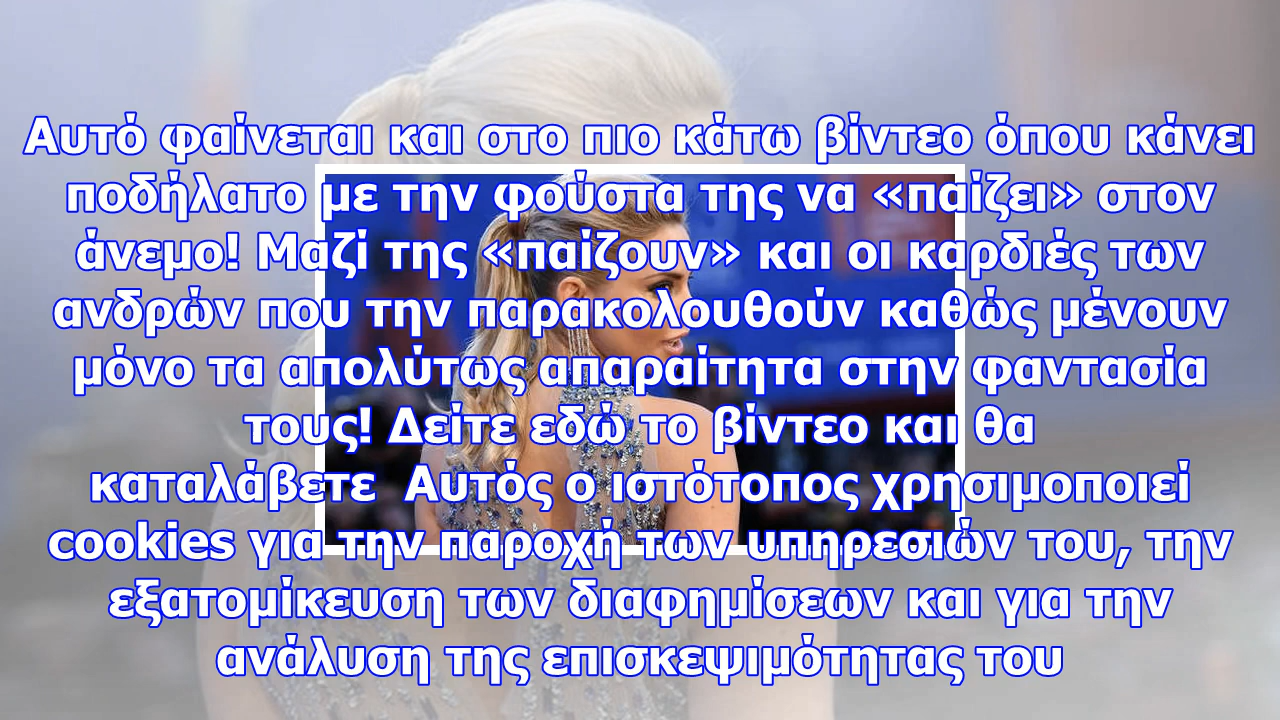 Αυτό φαίνεται και στο πιο κάτω βίντεο όπου κάνει
ποδήλατο με την φούστα της να «παίζει» στον
άνεμο! Μαζί της «παίζουν» και οι καρδιές των
ανδρών που την παρακολουθούν καθώς μένουν
μόνο τα απολύτως απαραίτητα στην φαντασία
τους! Δείτε εδώ το βίντεο και θα
καταλάβετε  Αυτός ο ιστότοπος χρησιμοποιεί
cookies για την παροχή των υπηρεσιών του, την
εξατομίκευση των διαφημίσεων και για την
ανάλυση της επισκεψιμότητας του